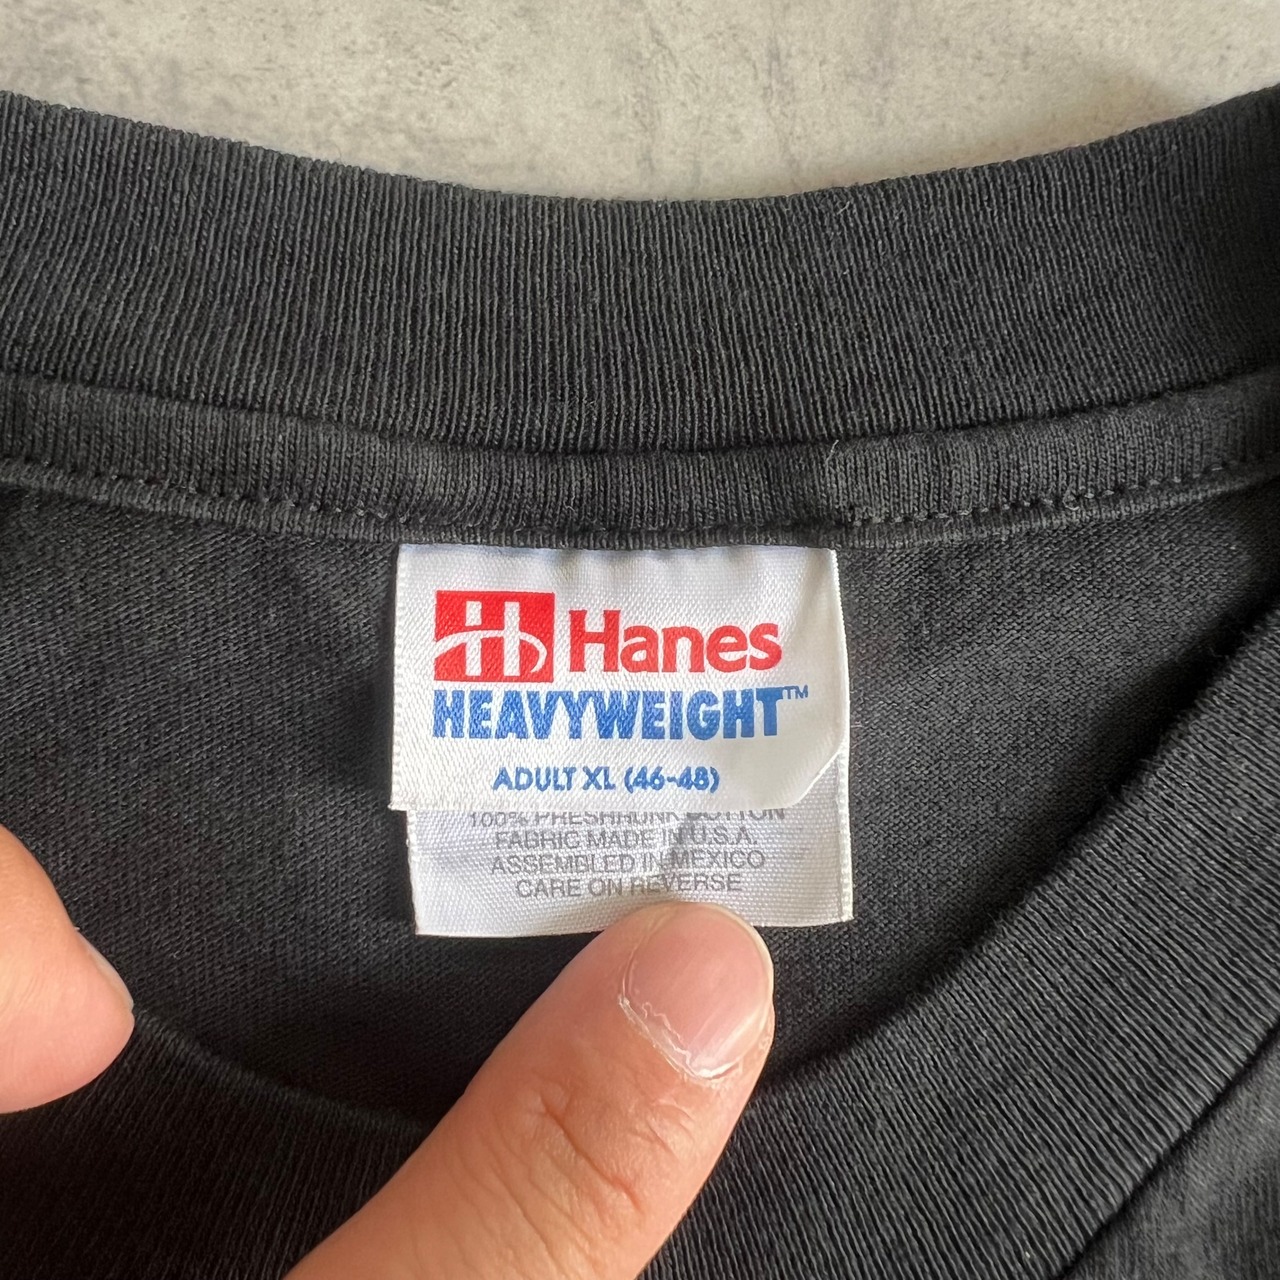 H Hanes
HEAVYWEIGHT™
ADULT XL (46-48)
100% PRESHRUNK COTTON
FABRIC MADE IN U.S.A.
ASSEMBLED IN MEXICO
CARE ON REVERSE